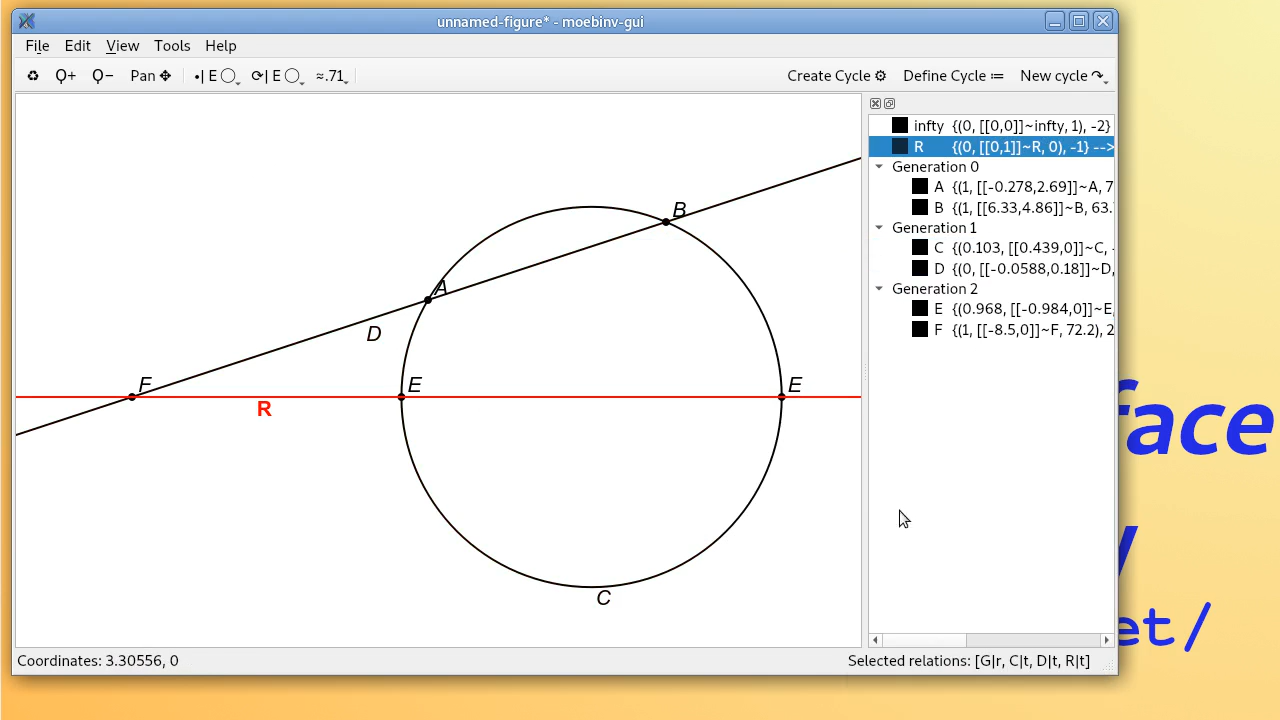 unnamed-figure* - moebinv-gui
File Edit View Tools Help
Pan Create Cycle Define Cycle New cycle
E E ≈.71
infty {(0, [[0,0]]~infty, 1), -2}
R {(0, [[0,1]]~R, 0), -1} -->
Generation 0
A {(1, [[-0.278,2.69]]~A, 7
B {(1, [[6.33,4.86]]~B, 63.
Generation 1
C {(0.103, [[0.439,0]]~C, -
D {(0, [[-0.0588,0.18]]~D,
Generation 2
E {(0.968, [[-0.984,0]]~E,
F {(1, [[-8.5,0]]~F, 72.2), 2
B
A
D
F
E
E
R
C
face
y
et/
Coordinates: 3.30556, 0
Selected relations: [G|r, C|t, D|t, R|t]